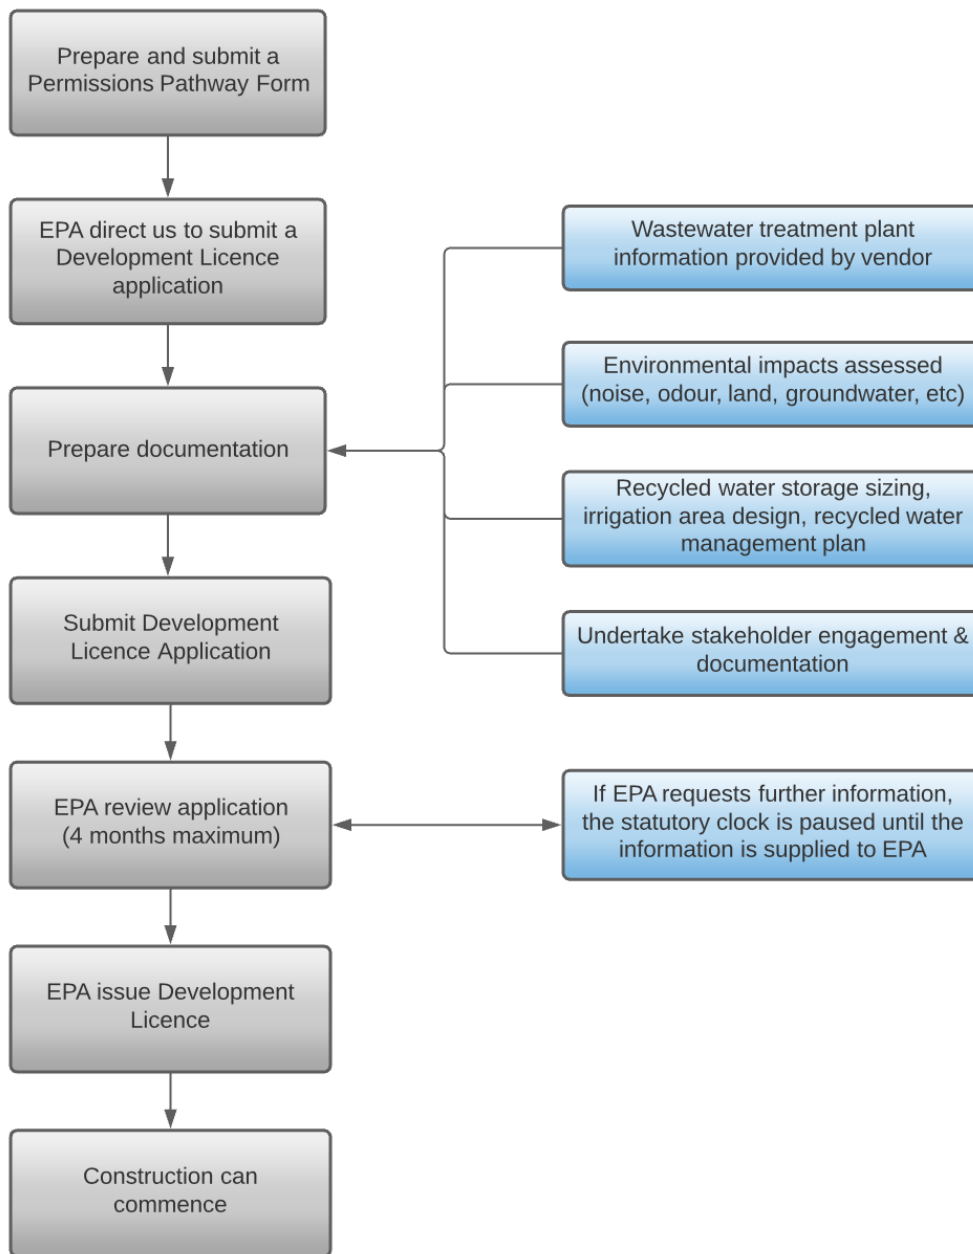 Prepare and submit a
Permissions Pathway Form
EPA direct us to submit a
Development Licence
application
Wastewater treatment plant
information provided by vendor
Environmental impacts assessed
(noise, odour, land, groundwater, etc)
Prepare documentation
Recycled water storage sizing,
irrigation area design, recycled water
management plan
Submit Development
Licence Application
Undertake stakeholder engagement &
documentation
EPA review application
(4 months maximum)
If EPA requests further information,
the statutory clock is paused until the
information is supplied to EPA
EPA issue Development
Licence
Construction can
commence